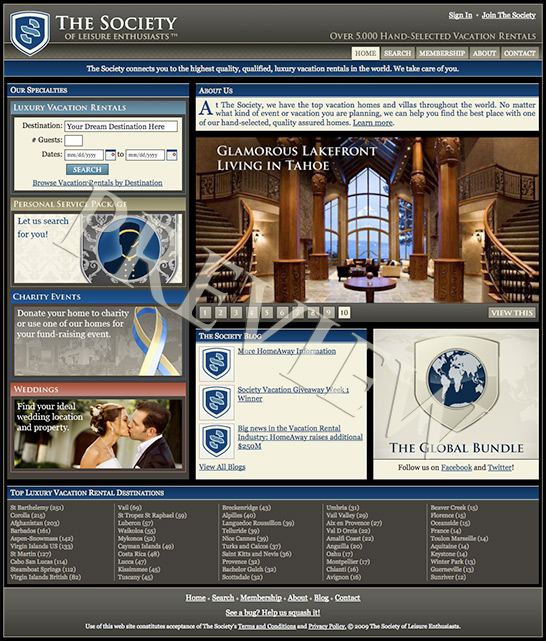 THE SOCIETY
OF LEISURE ENTHUSIASTS™
Sign In • Join The Society
OVER 5,000 HAND-SELECTED VACATION RENTALS
HOME SEARCH MEMBERSHIP ABOUT CONTACT
The Society connects you to the highest quality, qualified, luxury vacation rentals in the world. We take care of you.
OUR SPECIALTIES
LUXURY VACATION RENTALS
Destination: Your Dream Destination Here
# Guests:
Dates: mm/dd/yyyy to mm/dd/yyyy
SEARCH
Browse Vacation Rentals by Destination
PERSONAL SERVICE PACKAGE
Let us search
for you!
CHARITY EVENTS
Donate your home to charity
or use one of our homes for
your fund-raising event.
WEDDINGS
Find your ideal
wedding location
and property.
ABOUT US
At The Society, we have the top vacation homes and villas throughout the world. No matter
what kind of event or vacation you are planning, we can help you find the best place with one
of our hand-selected, quality assured homes. Learn more.
GLAMOROUS LAKEFRONT
LIVING IN TAHOE
1 2 3 4 5 6 7 8 9 10
VIEW THIS
THE SOCIETY BLOG
More HomeAway Information
Society Vacation Giveaway Week 1
Winner
Big news in the Vacation Rental
Industry: HomeAway raises additional
$250M
View All Blogs
THE GLOBAL BUNDLE
Follow us on Facebook and Twitter!
PREVIEW
TOP LUXURY VACATION RENTAL DESTINATIONS
St Barthelemy (251)
Corolla (215)
Afghanistan (203)
Barbados (161)
Aspen-Snowmass (142)
Virgin Islands US (133)
St Martin (127)
Cabo San Lucas (114)
Steamboat Springs (112)
Virgin Islands British (82)
Vail (69)
St Tropez St Raphael (59)
Luberon (57)
Waikoloa (55)
Mykonos (52)
Cayman Islands (49)
Costa Rica (48)
Lucca (47)
Kissimmee (45)
Tuscany (45)
Breckenridge (43)
Alpilles (40)
Languedoc Roussillon (39)
Telluride (39)
Nice Cannes (39)
Turks and Caicos (37)
Saint Kitts and Nevis (36)
Provence (32)
Bachelor Gulch (32)
Scottsdale (32)
Umbria (31)
Vail Valley (29)
Aix en Provence (27)
Val D Orcia (22)
Amalfi Coast (22)
Anguilla (20)
Oahu (17)
Montpellier (17)
Chianti (16)
Avignon (16)
Beaver Creek (15)
Florence (15)
Oceanside (15)
France (14)
Toulon Marseille (14)
Aquitaine (14)
Keystone (14)
Winter Park (13)
Guerneville (13)
Sunriver (12)
Home • Search • Membership • About • Blog • Contact
See a bug? Help us squash it!
Use of this web site constitutes acceptance of The Society's Terms and Conditions and Privacy Policy. © 2009 The Society of Leisure Enthusiasts.